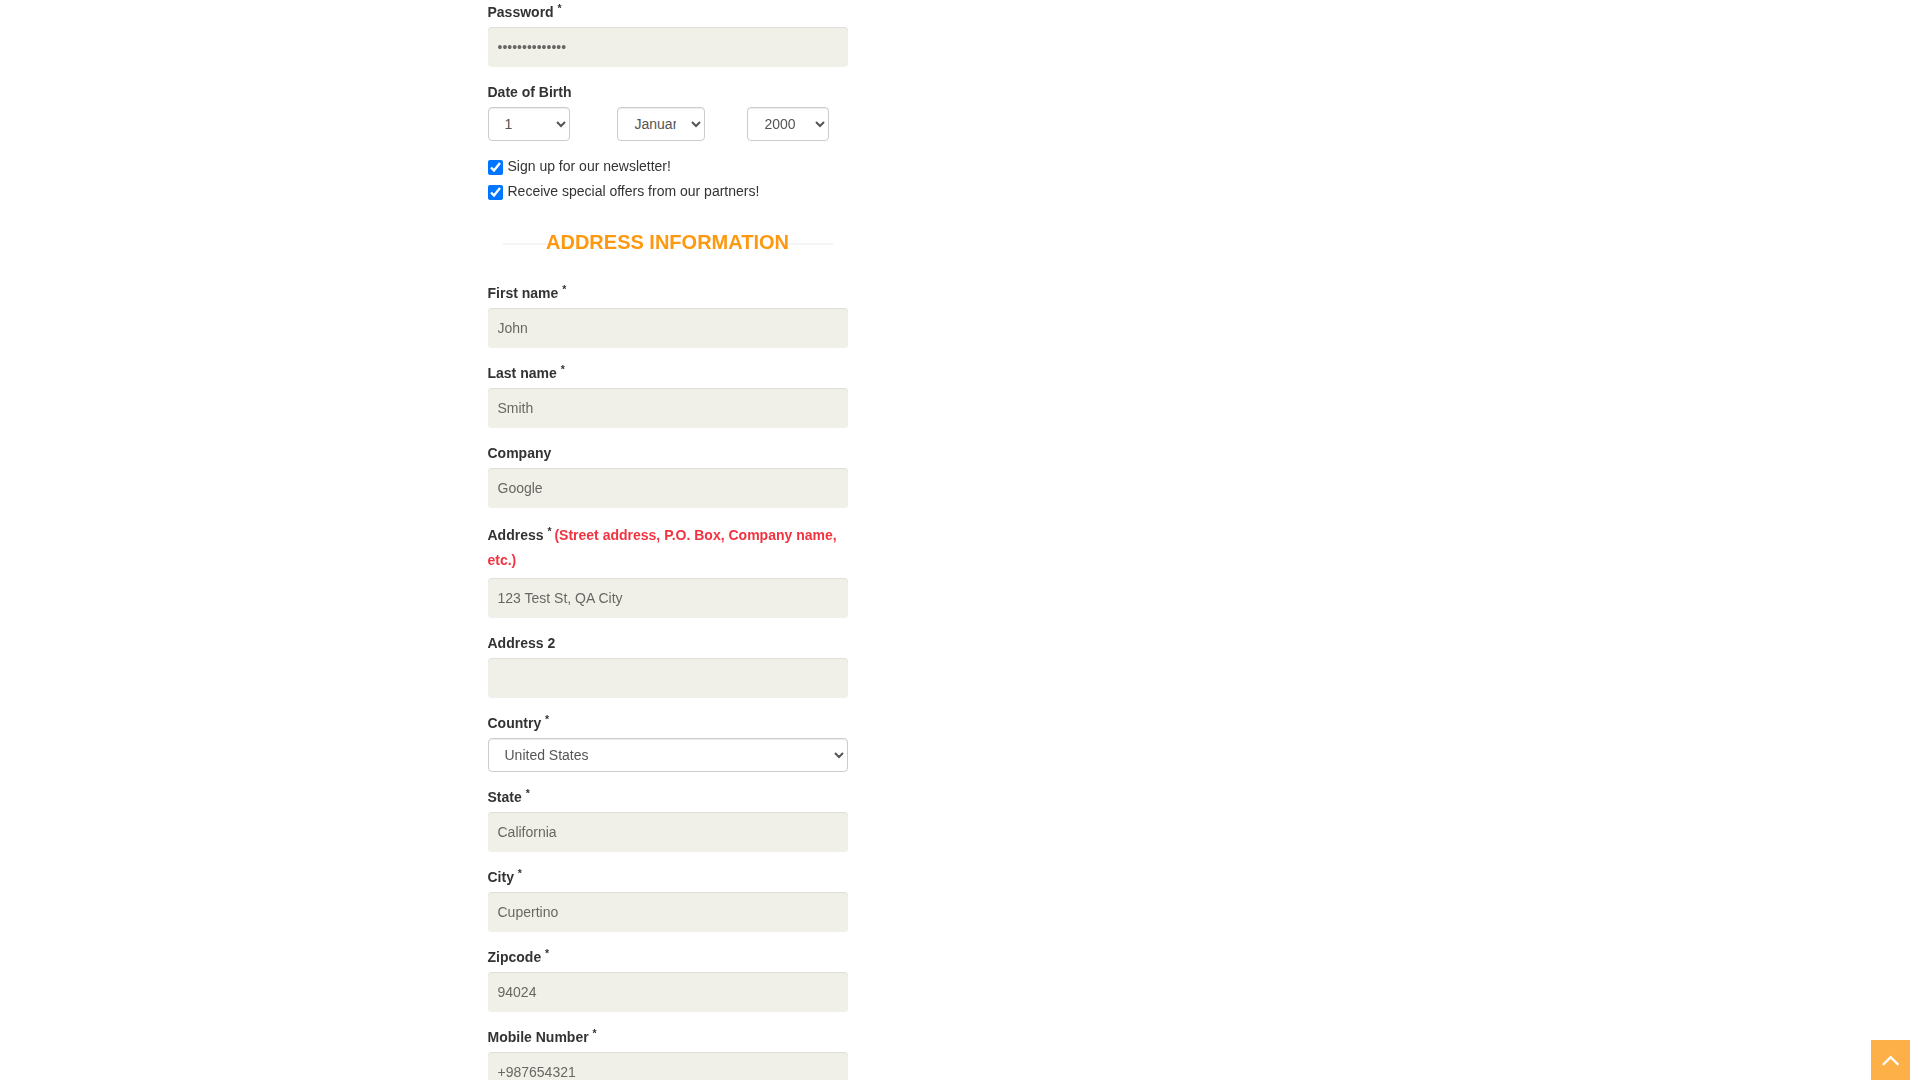 Password *
••••••••••••••
Date of Birth
1 Januar 2000
Sign up for our newsletter!
Receive special offers from our partners!
ADDRESS INFORMATION
First name *
John
Last name *
Smith
Company
Google
Address * (Street address, P.O. Box, Company name,
etc.)
123 Test St, QA City
Address 2
Country *
United States
State *
California
City *
Cupertino
Zipcode *
94024
Mobile Number *
+987654321